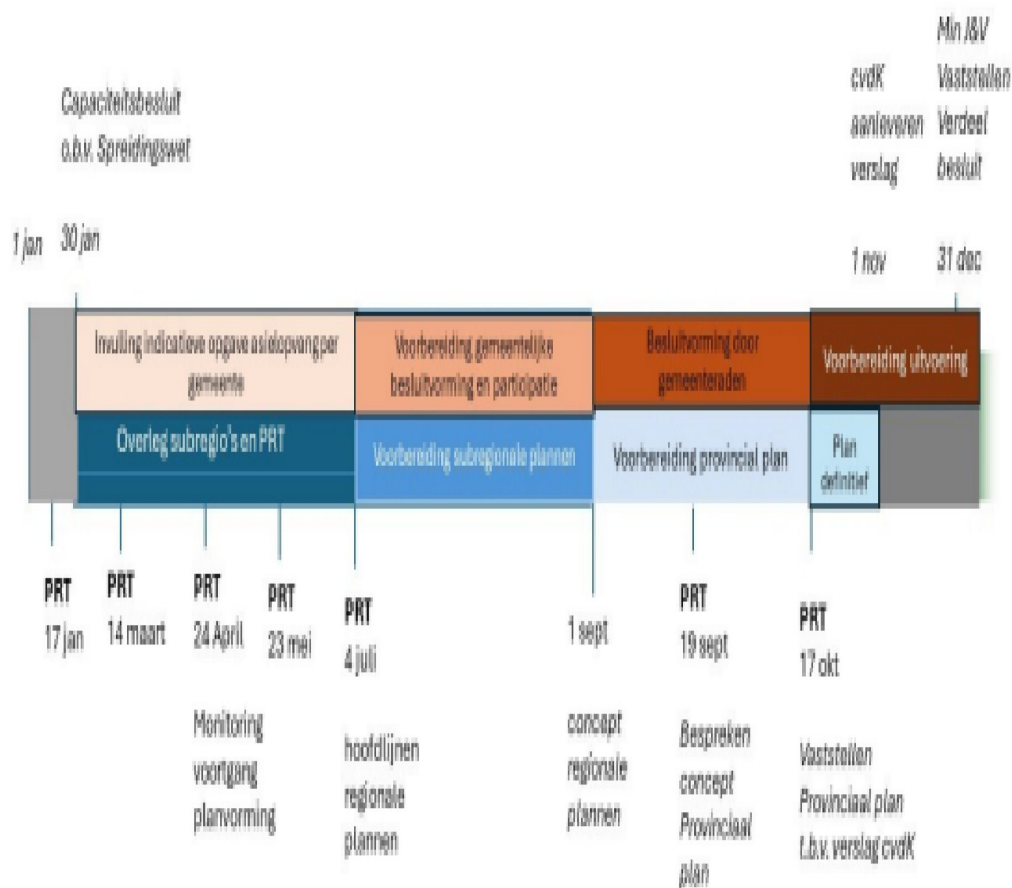 Capaciteitsbesluit
o.b.v. Spreidingswet
cvdK
aanleveren
verslag
Min J&V
Vaststellen
Verdeel
besluit
1 jan
30 jan
1 nov
31 dec
Invulling indicatieve opgave asielopvang per
gemeente
Voorbereiding gemeentelijke
besluitvorming en participatie
Besluitvorming door
gemeenteraden
Voorbereiding uitvoering
Overleg subregio's en PRT
Voorbereiding subregionale plannen
Voorbereiding provincial plan
Plan
definitief
PRT
17 jan
PRT
14 maart
PRT
24 April
PRT
23 mei
PRT
4 juli
1 sept
PRT
19 sept
PRT
17 okt
Monitoring
voortgang
planvorming
hoofdlijnen
regionale
plannen
concept
regionale
plannen
Bespreken
concept
Provinciaal
plan
Vaststellen
Provinciaal plan
t.b.v. verslag cvdK